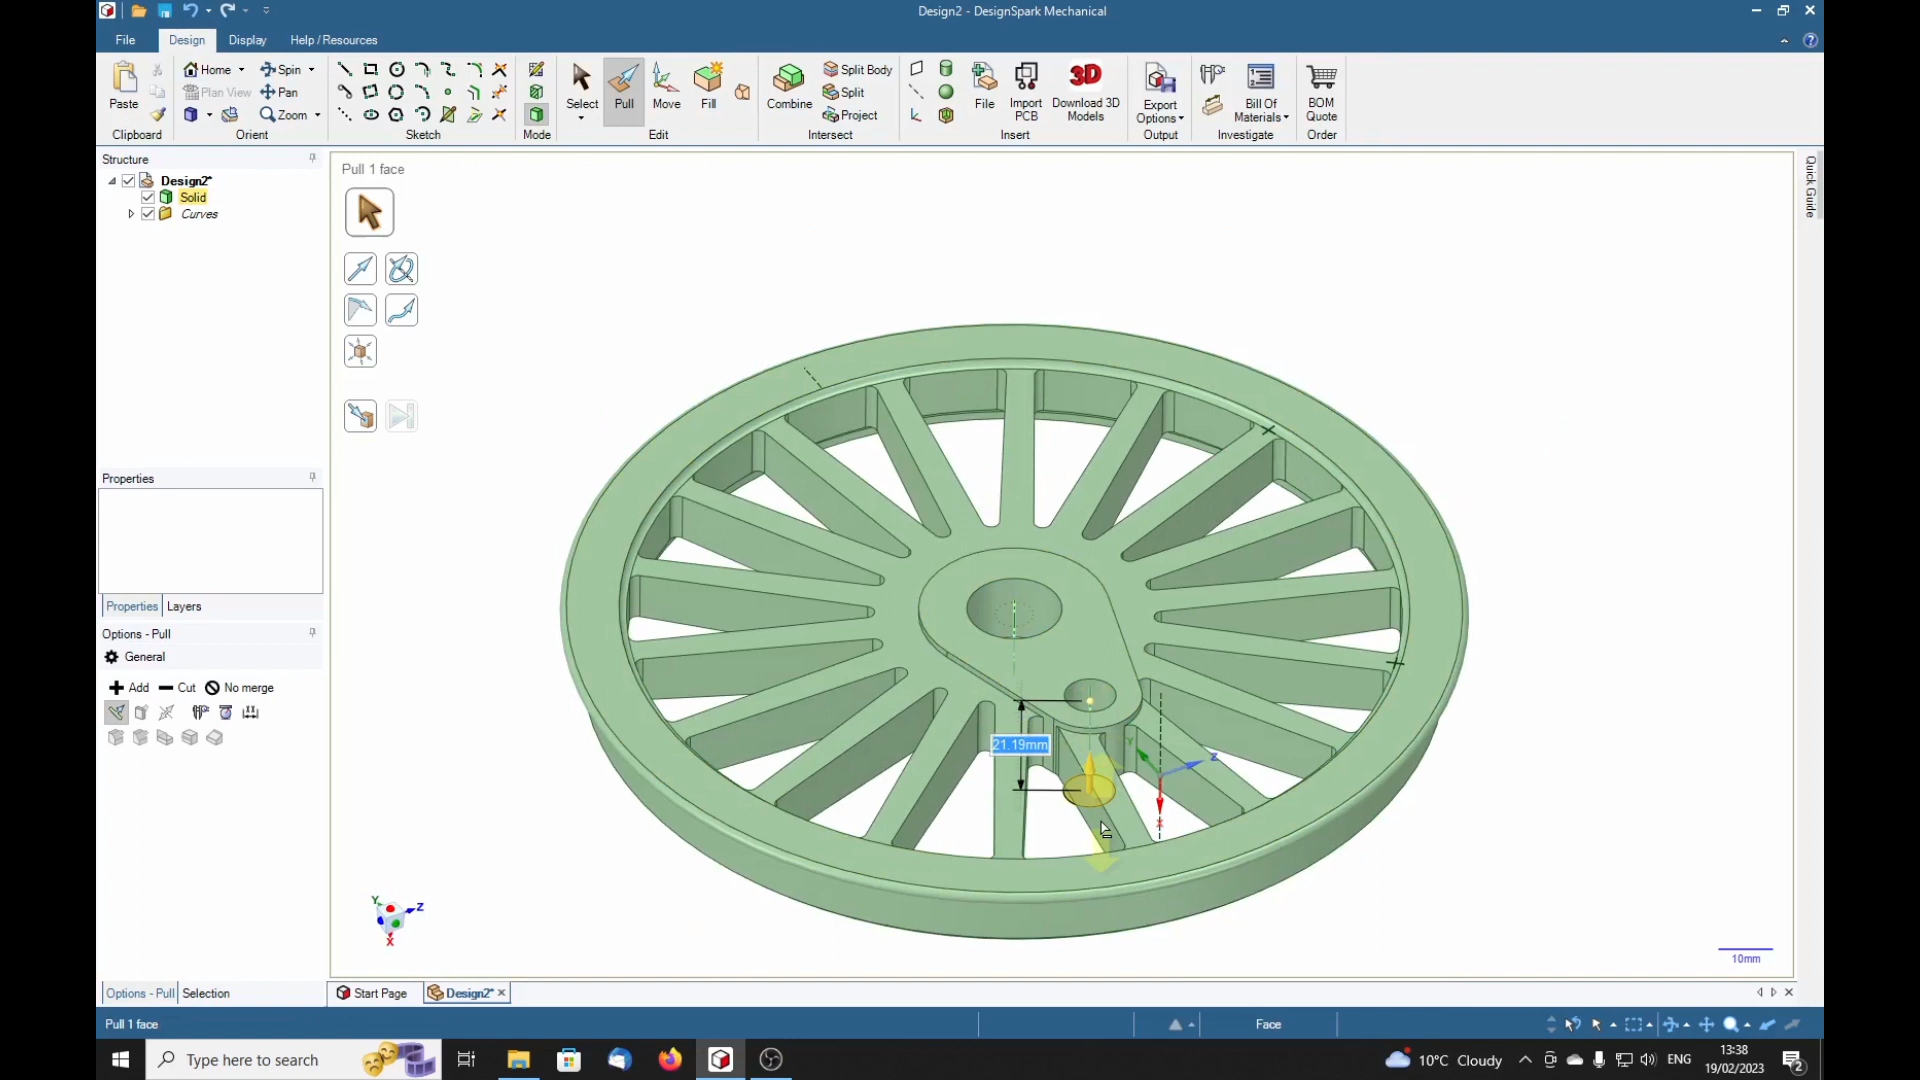 Design2 - DesignSpark Mechanical
File Design Display Help / Resources
Paste
Clipboard
Home Spin
Plan View Pan
Zoom
Orient
Sketch
Mode
Select
Pull
Move
Fill
Edit
Combine
Split Body
Split
Project
Intersect
File
Import PCB
3D
Download 3D Models
Insert
Export Options
Output
Bill Of Materials
Investigate
BOM Quote
Order
Structure
Design2*
Solid
Curves
Properties
Properties Layers
Options - Pull
General
Add Cut No merge
Options - Pull Selection
Pull 1 face
21.19mm
Y
Z
X
Y
Z
X
10mm
Quick Guide
Start Page Design2*
Pull 1 face
Face
Type here to search
10°C Cloudy
ENG
13:38
19/02/2023
2